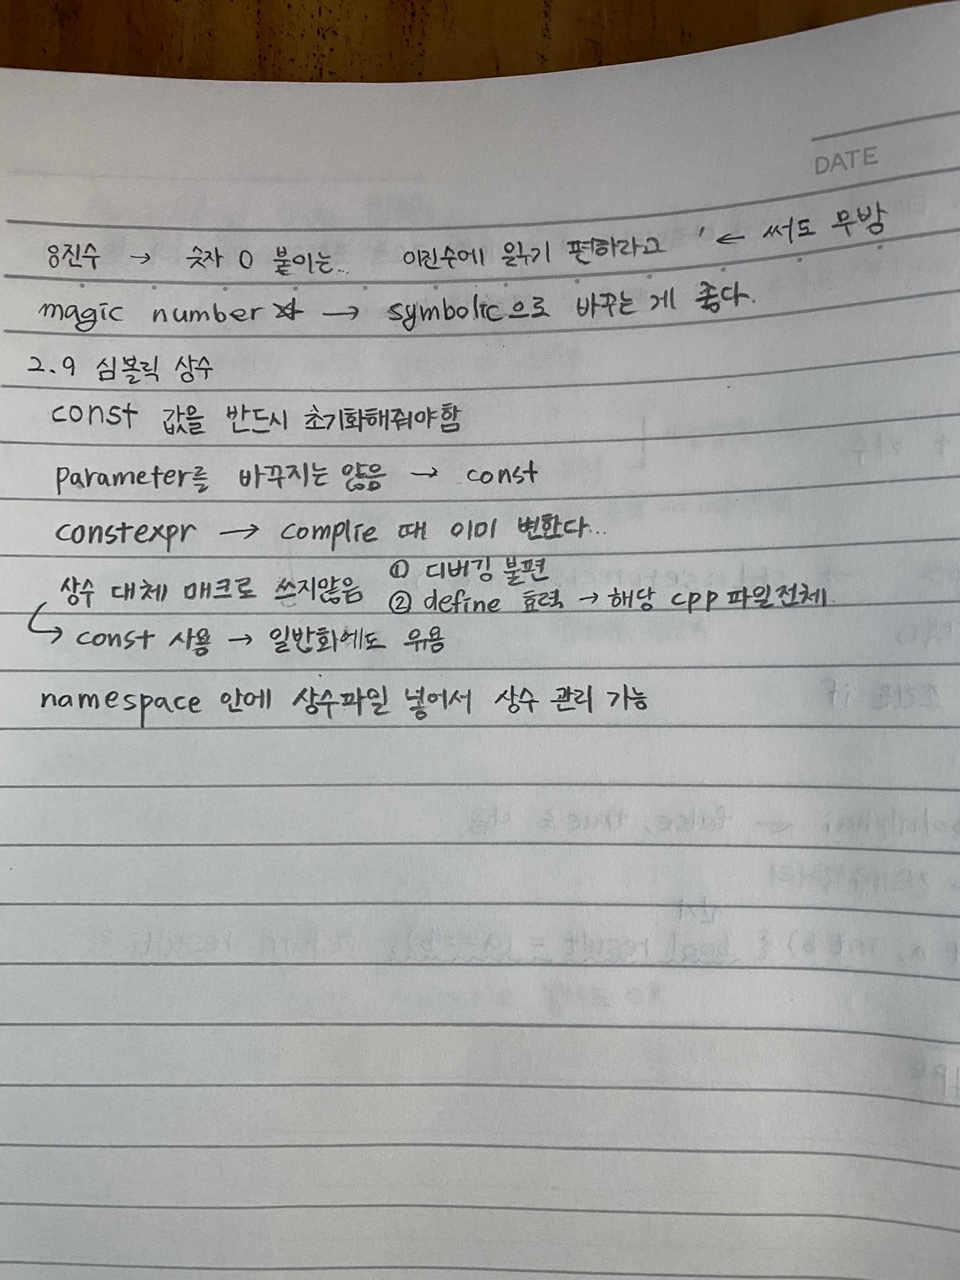 DATE
8진수 → 숫자 0 붙이는... 이진수에 읽기 편하라고 ' ← 써도 무방
magic number → symbolic으로 바꾸는 게 좋다.
2.9 심볼릭 상수
const 값을 반드시 초기화해줘야함
parameter를 바꾸지는 않음 → const
constexpr → complie 때 이미 변한다...
상수 대체 매크로 쓰지않음 ① 디버깅 불편
② define 효력 → 해당 cpp 파일전체.
↳ const 사용 → 일반화에도 유용
namespace 안에 상수파일 넣어서 상수 관리 가능